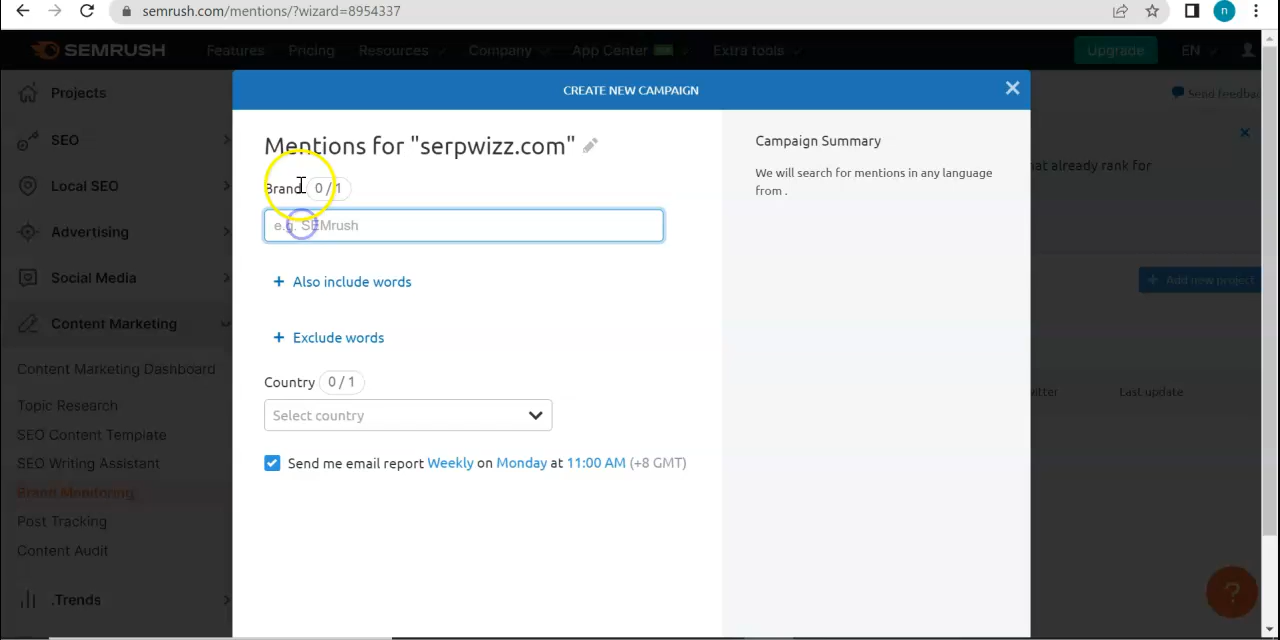 semrush.com/mentions/?wizard=8954337
n
SEMRUSH
Features
Pricing
Resources
Company
App Center
Extra tools
Upgrade
EN
Projects
SEO
Local SEO
Advertising
Social Media
Content Marketing
Content Marketing Dashboard
Topic Research
SEO Content Template
SEO Writing Assistant
Brand Monitoring
Post Tracking
Content Audit
.Trends
CREATE NEW CAMPAIGN
Mentions for "serpwizz.com"
Brand 0 / 1
e.g. SEMrush
+ Also include words
+ Exclude words
Country 0 / 1
Select country
Send me email report Weekly on Monday at 11:00 AM (+8 GMT)
Campaign Summary
We will search for mentions in any language
from .
Send
that already rank for
+ Add new project
Last update
?